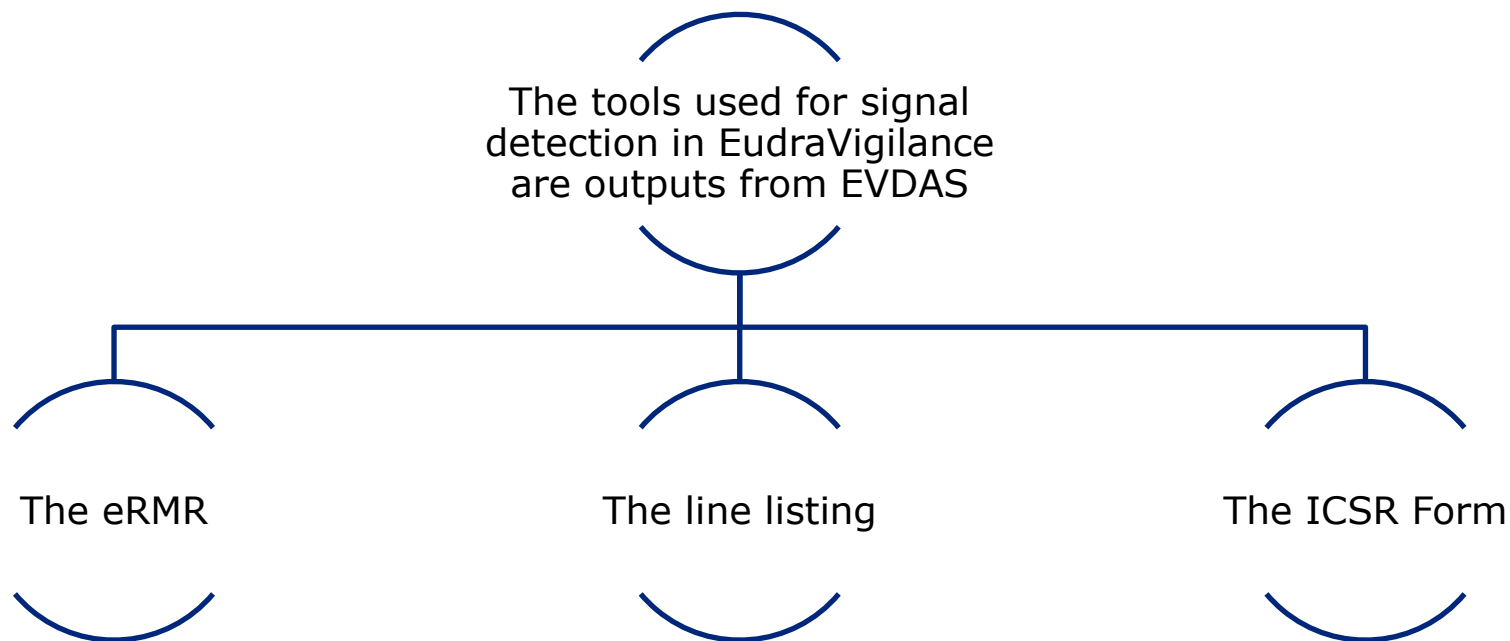 The tools used for signal
detection in EudraVigilance
are outputs from EVDAS
The eRMR
The line listing
The ICSR Form